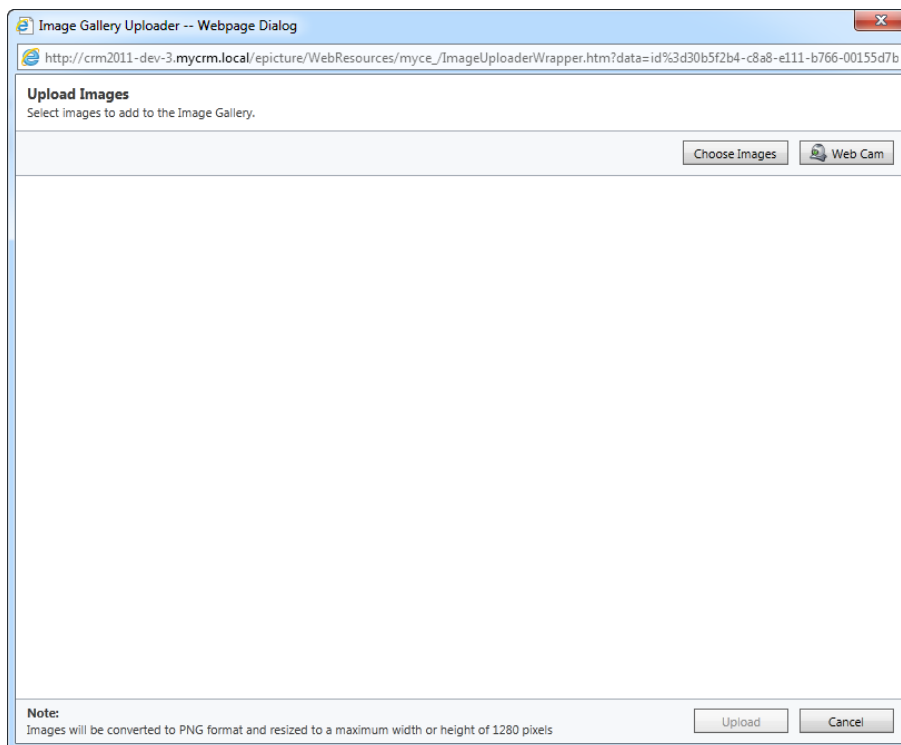 Image Gallery Uploader -- Webpage Dialog
http://crm2011-dev-3.mycrm.local/epicture/WebResources/myce_/ImageUploaderWrapper.htm?data=id%3d30b5f2b4-c8a8-e111-b766-00155d7b
Upload Images
Select images to add to the Image Gallery.
Choose Images Web Cam
Note:
Images will be converted to PNG format and resized to a maximum width or height of 1280 pixels
Upload Cancel